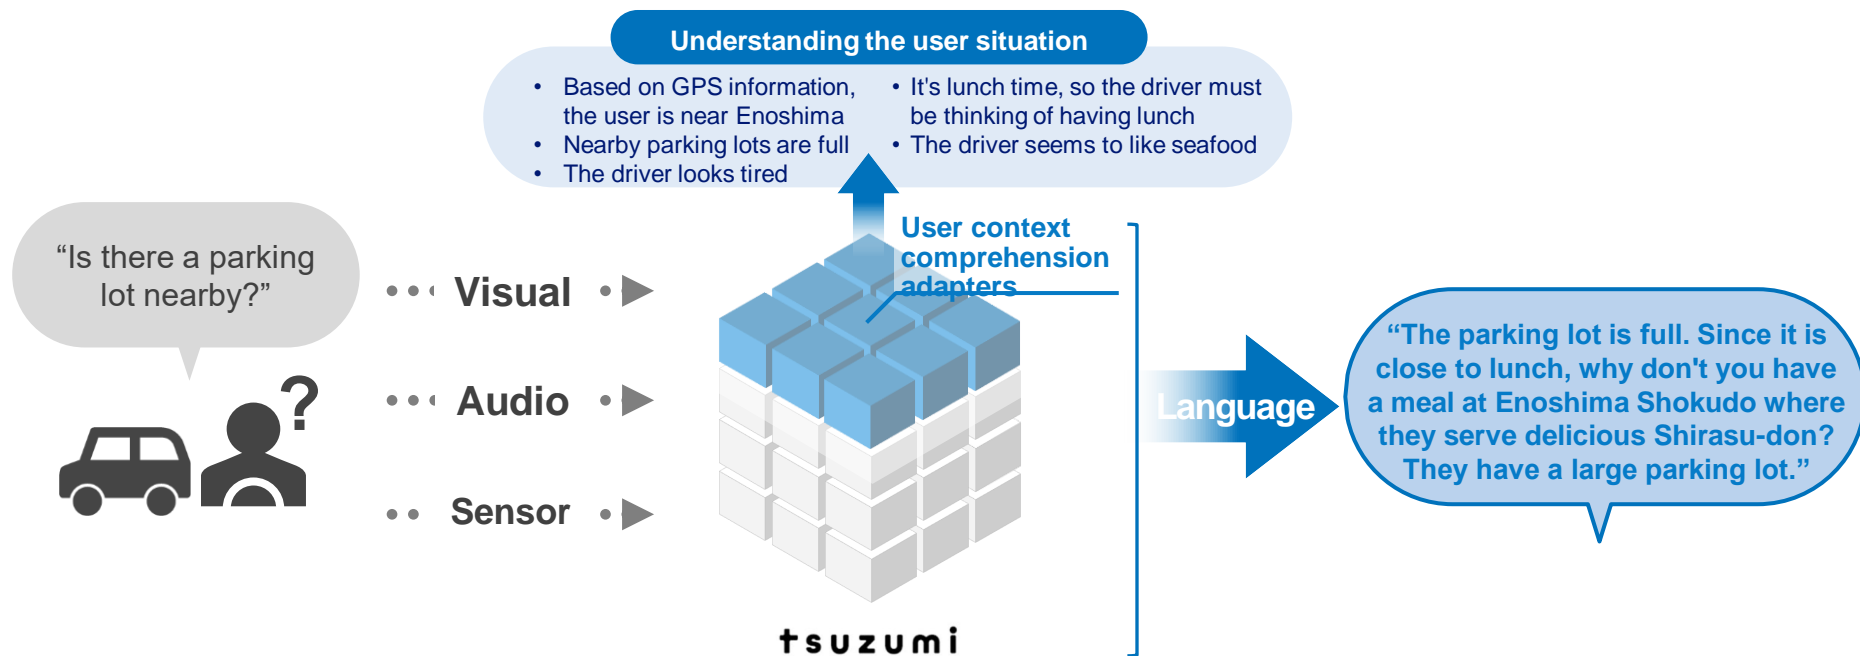 Understanding the user situation
• Based on GPS information,
the user is near Enoshima
• Nearby parking lots are full
• The driver looks tired
• It's lunch time, so the driver must
be thinking of having lunch
• The driver seems to like seafood
“Is there a parking
lot nearby?”
?
Visual
Audio
Sensor
User context
comprehension
adapters
tsuzumi
Language
“The parking lot is full. Since it is
close to lunch, why don't you have
a meal at Enoshima Shokudo where
they serve delicious Shirasu-don?
They have a large parking lot.”